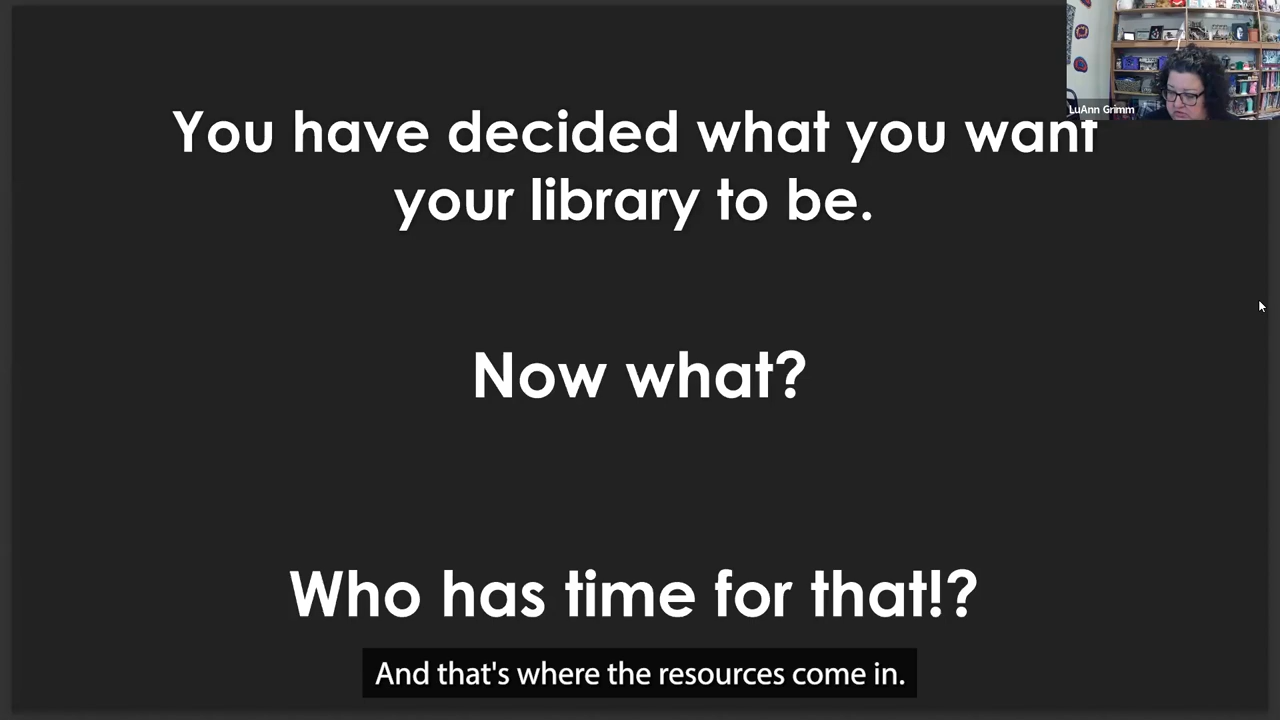 LuAnn Grimm
You have decided what you want
your library to be.
Now what?
Who has time for that!?
And that's where the resources come in.